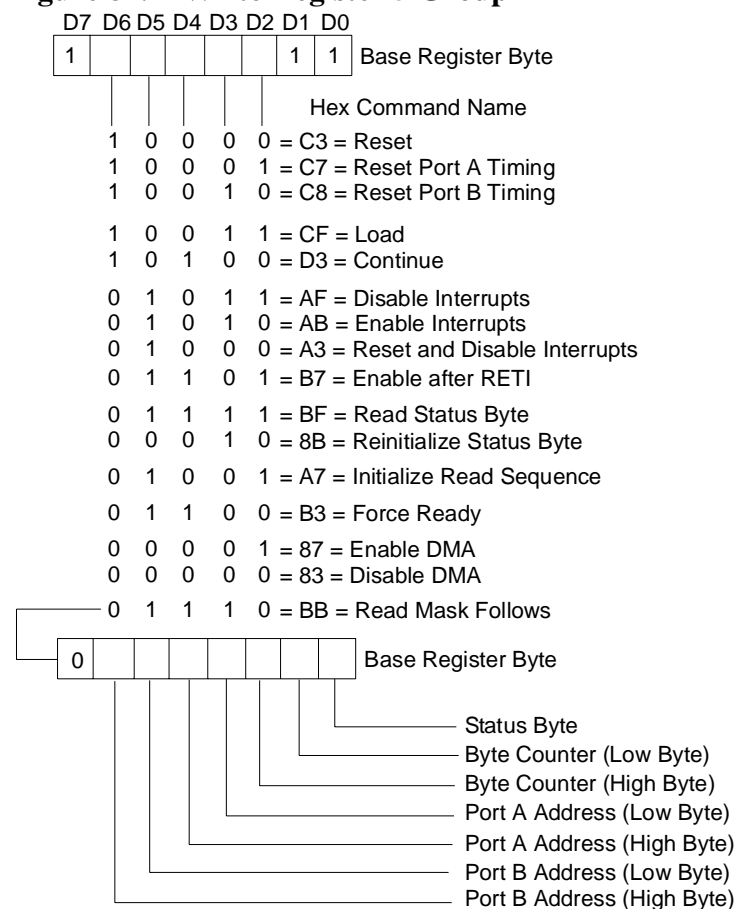 D7 D6 D5 D4 D3 D2 D1 D0
1 1 1 Base Register Byte
Hex Command Name
1 0 0 0 0 = C3 = Reset
1 0 0 0 1 = C7 = Reset Port A Timing
1 0 0 1 0 = C8 = Reset Port B Timing
1 0 0 1 1 = CF = Load
1 0 1 0 0 = D3 = Continue
0 1 0 1 1 = AF = Disable Interrupts
0 1 0 1 0 = AB = Enable Interrupts
0 1 0 0 0 = A3 = Reset and Disable Interrupts
0 1 1 0 1 = B7 = Enable after RETI
0 1 1 1 1 = BF = Read Status Byte
0 0 0 1 0 = 8B = Reinitialize Status Byte
0 1 0 0 1 = A7 = Initialize Read Sequence
0 1 1 0 0 = B3 = Force Ready
0 0 0 0 1 = 87 = Enable DMA
0 0 0 0 0 = 83 = Disable DMA
0 1 1 1 0 = BB = Read Mask Follows
0 Base Register Byte
Status Byte
Byte Counter (Low Byte)
Byte Counter (High Byte)
Port A Address (Low Byte)
Port A Address (High Byte)
Port B Address (Low Byte)
Port B Address (High Byte)